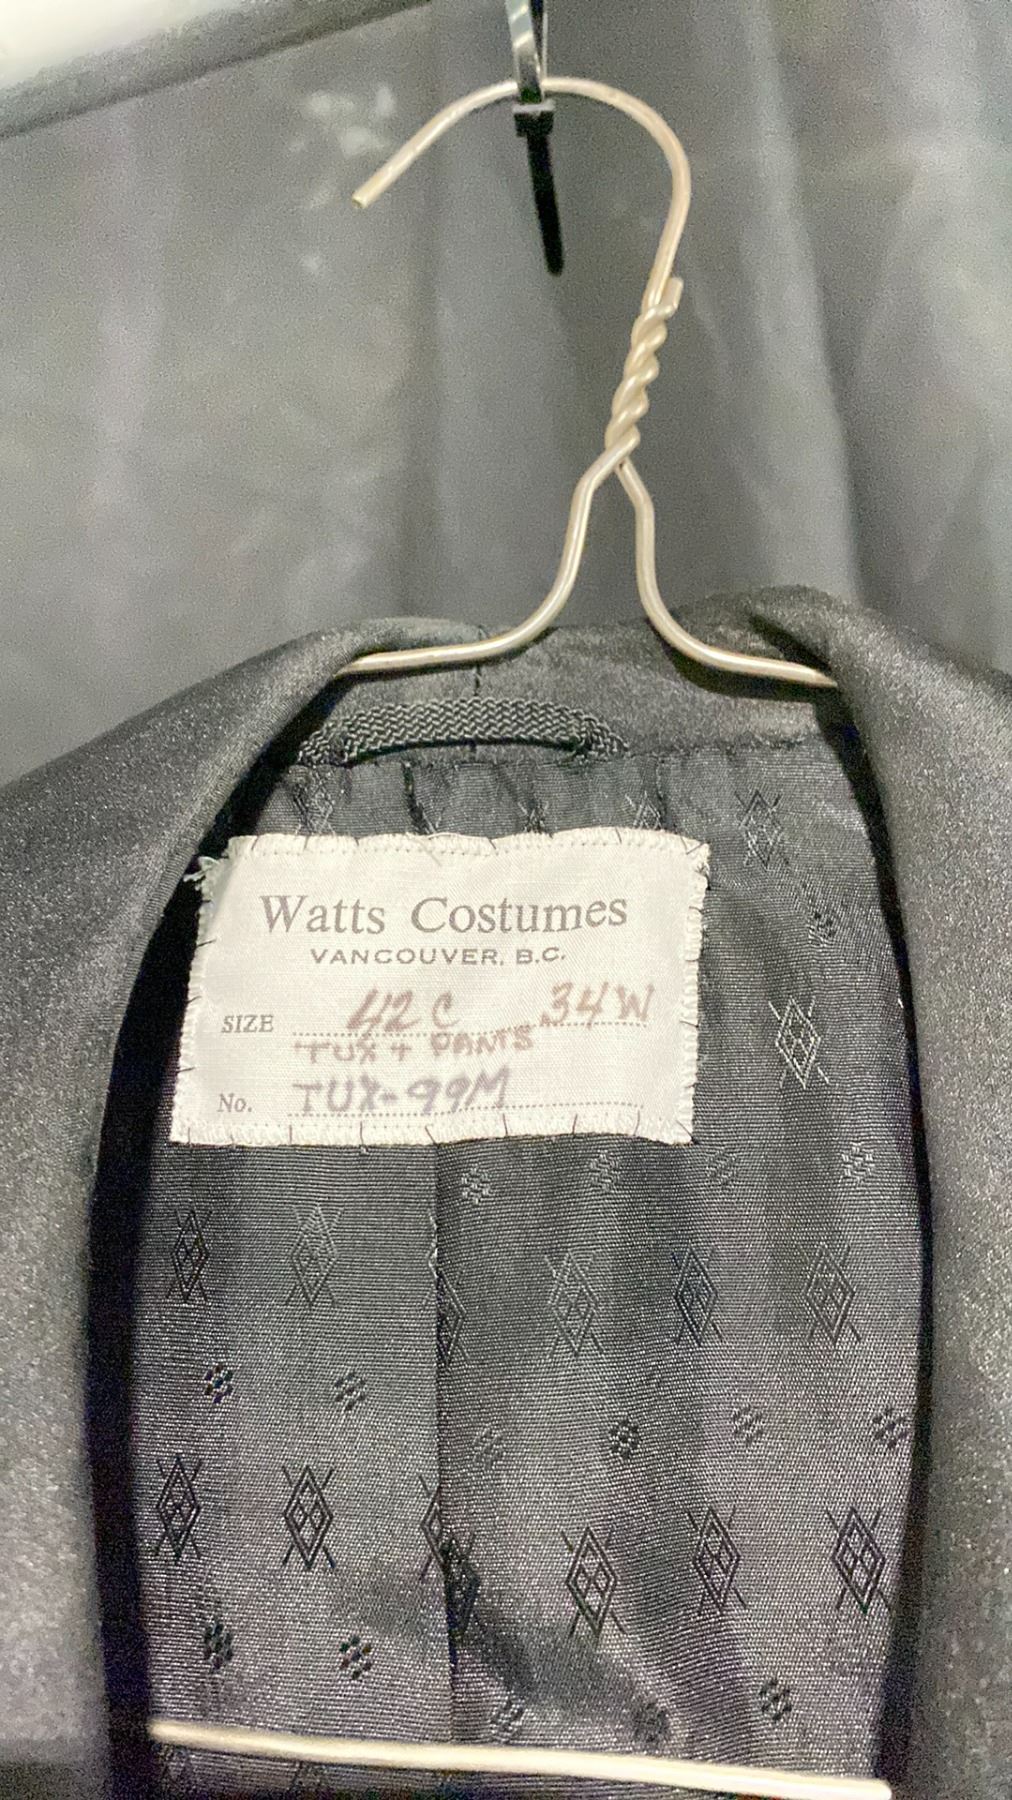 Watts Costumes
VANCOUVER, B.C.
SIZE 42C 34W
TUX + PANTS
No. TUX-99M